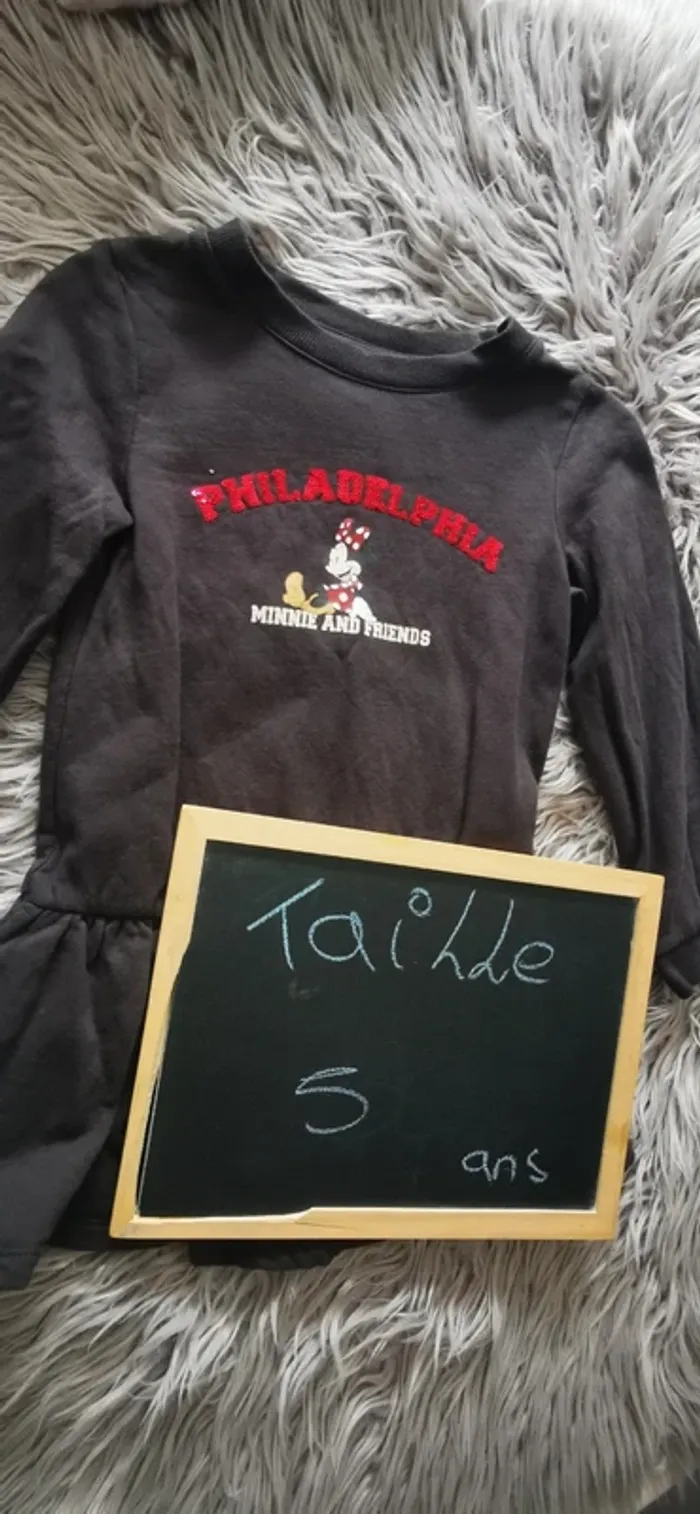 PHILADELPHIA
MINNIE AND FRIENDS
Taille
5
ans